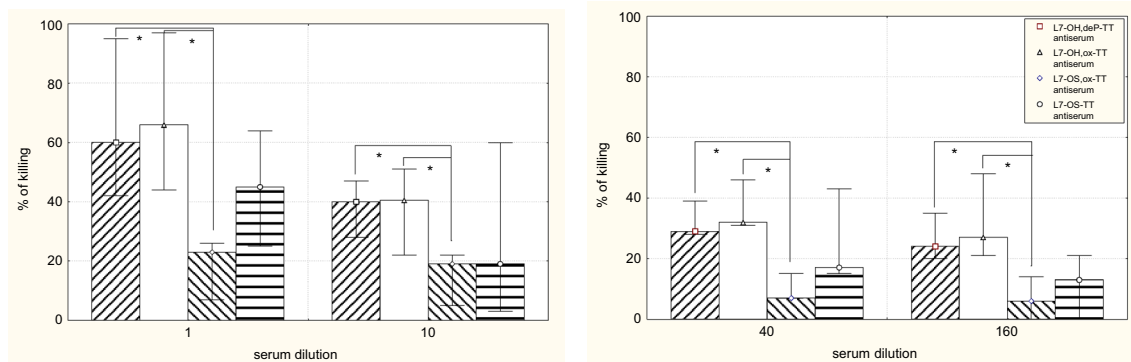 100
80
60
40
20
0
% of killing
*
*
*
*
1
10
serum dilution
100
80
60
40
20
0
% of killing
*
*
*
*
40
160
serum dilution
L7-OH,deP-TT
antiserum
L7-OH,ox-TT
antiserum
L7-OS,ox-TT
antiserum
L7-OS-TT
antiserum